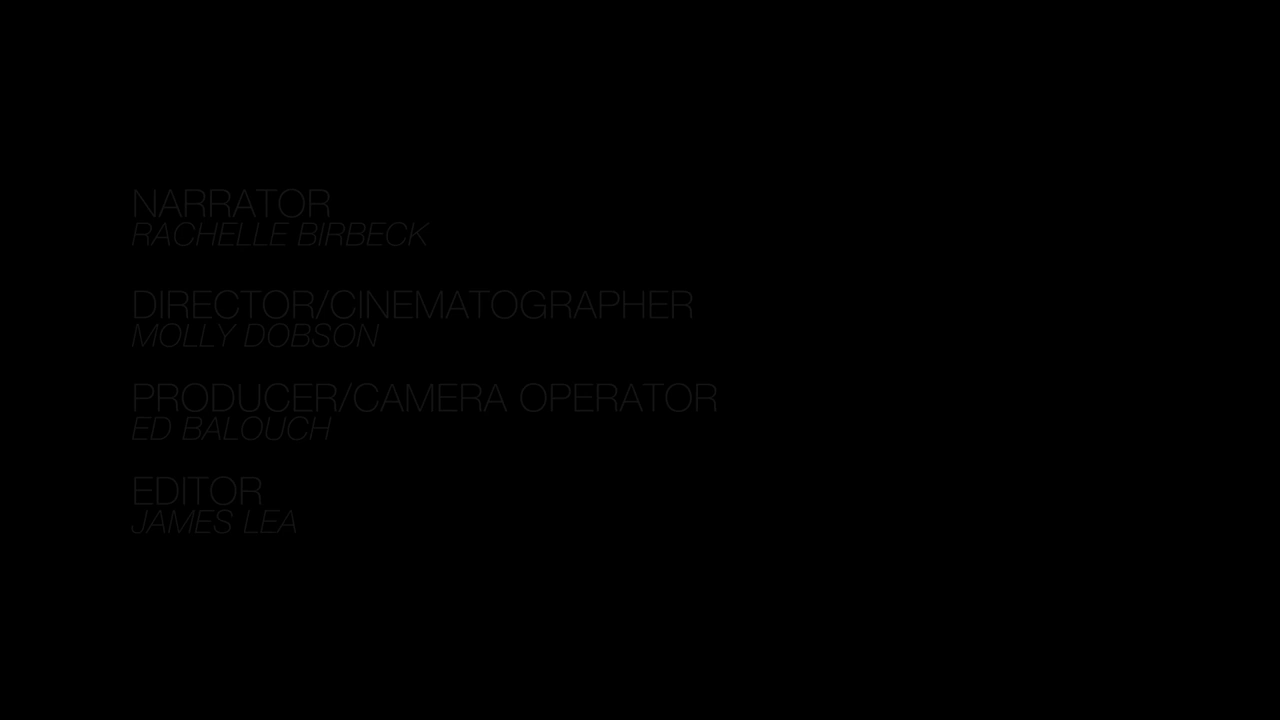 NARRATOR
RACHELLE BIRBECK
DIRECTOR/CINEMATOGRAPHER
MOLLY DOBSON
PRODUCER/CAMERA OPERATOR
ED BALOUCH
EDITOR
JAMES LEA